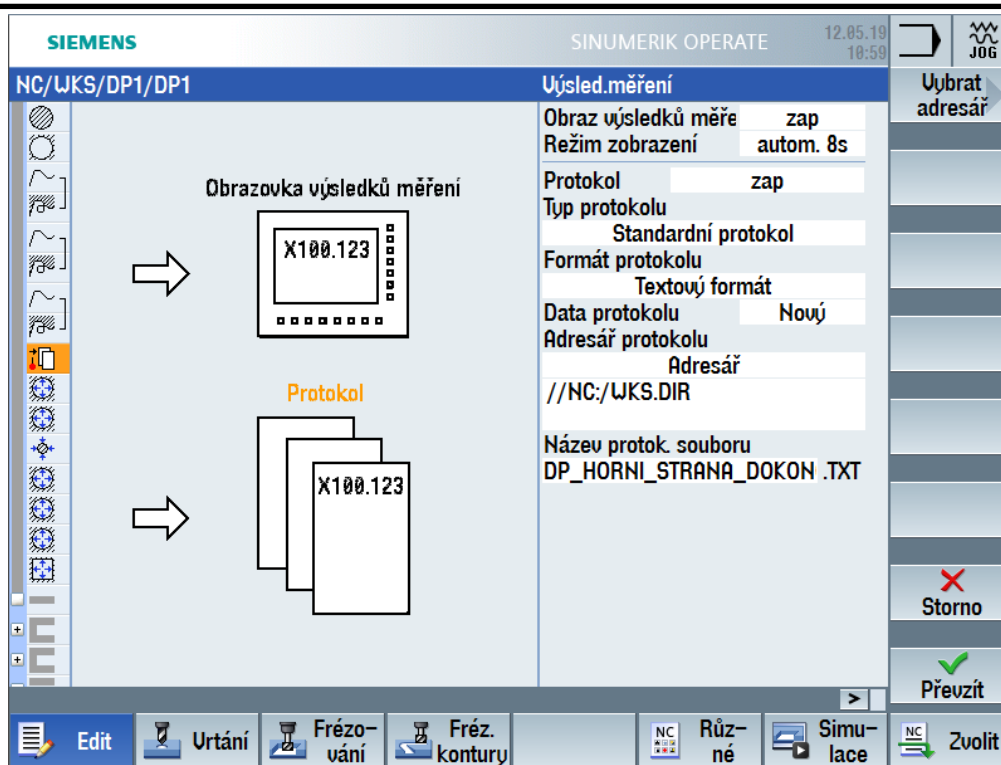 SIEMENS
SINUMERIK OPERATE
12.05.19
10:59
JOG
NC/WKS/DP1/DP1
Výsled.měření
Vybrat
adresář
Obraz výsledků měře zap
Režim zobrazení autom. 8s
Protokol zap
Typ protokolu
Standardní protokol
Formát protokolu
Textový formát
Data protokolu Nový
Adresář protokolu
Adresář
//NC:/WKS.DIR
Název protok. souboru
DP_HORNI_STRANA_DOKON .TXT
Obrazovka výsledků měření
X100.123
Protokol
X100.123
Storno
Převzít
>
Edit
Vrtání
Frézo-
vání
Fréz.
kontury
NC
Růz-
né
Simu-
lace
NC
Zvolit